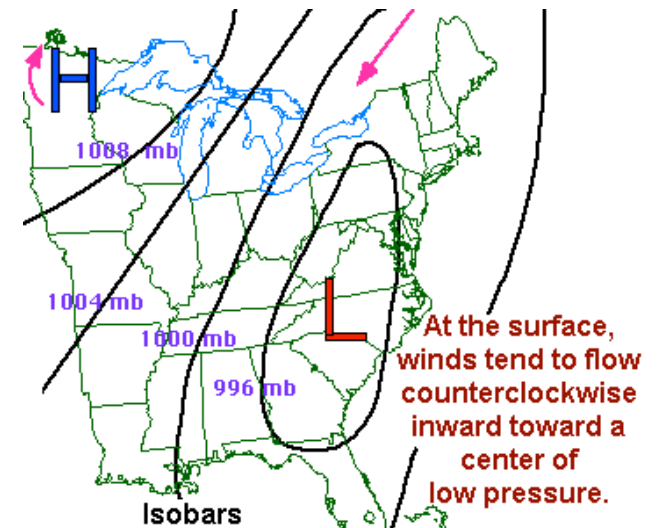 H
1008 mb
1004 mb
1000 mb
996 mb
L
At the surface,
winds tend to flow
counterclockwise
inward toward a
center of
low pressure.
Isobars